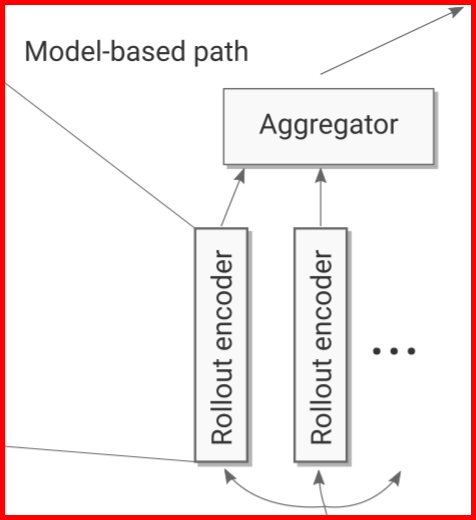 Model-based path
Aggregator
Rollout encoder
Rollout encoder
...